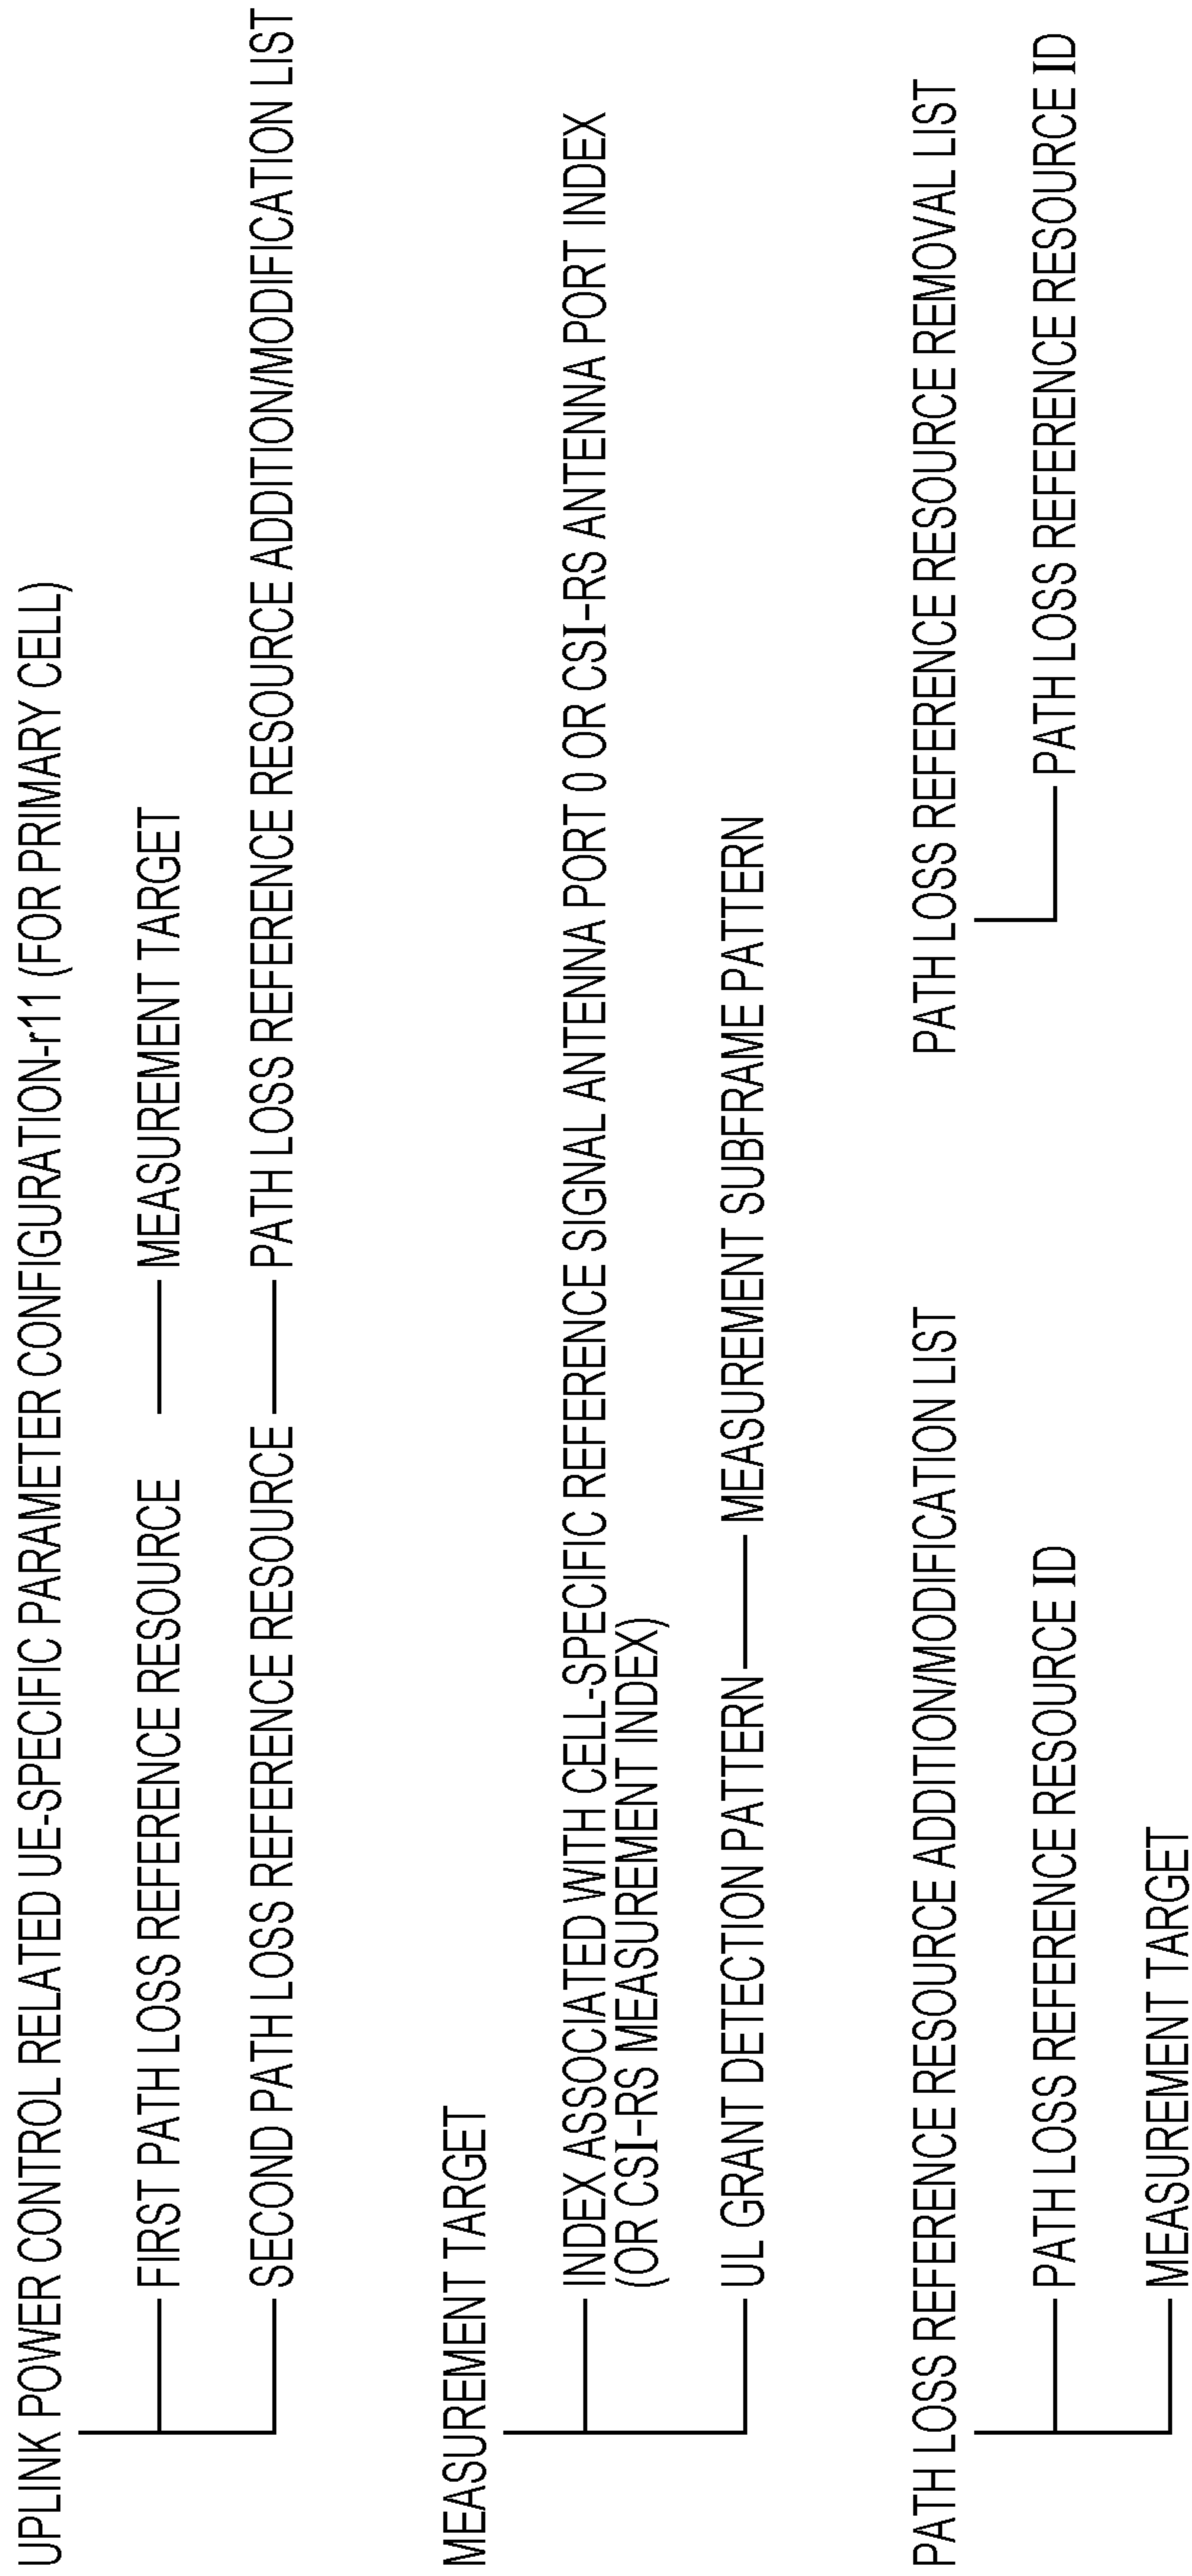 UPLINK POWER CONTROL RELATED UE-SPECIFIC PARAMETER CONFIGURATION-r11 (FOR PRIMARY CELL)
FIRST PATH LOSS REFERENCE RESOURCE MEASUREMENT TARGET
SECOND PATH LOSS REFERENCE RESOURCE PATH LOSS REFERENCE RESOURCE ADDITION/MODIFICATION LIST
MEASUREMENT TARGET
INDEX ASSOCIATED WITH CELL-SPECIFIC REFERENCE SIGNAL ANTENNA PORT 0 OR CSI-RS ANTENNA PORT INDEX
(OR CSI-RS MEASUREMENT INDEX)
UL GRANT DETECTION PATTERN MEASUREMENT SUBFRAME PATTERN
PATH LOSS REFERENCE RESOURCE ADDITION/MODIFICATION LIST
PATH LOSS REFERENCE RESOURCE ID
MEASUREMENT TARGET
PATH LOSS REFERENCE RESOURCE REMOVAL LIST
PATH LOSS REFERENCE RESOURCE ID